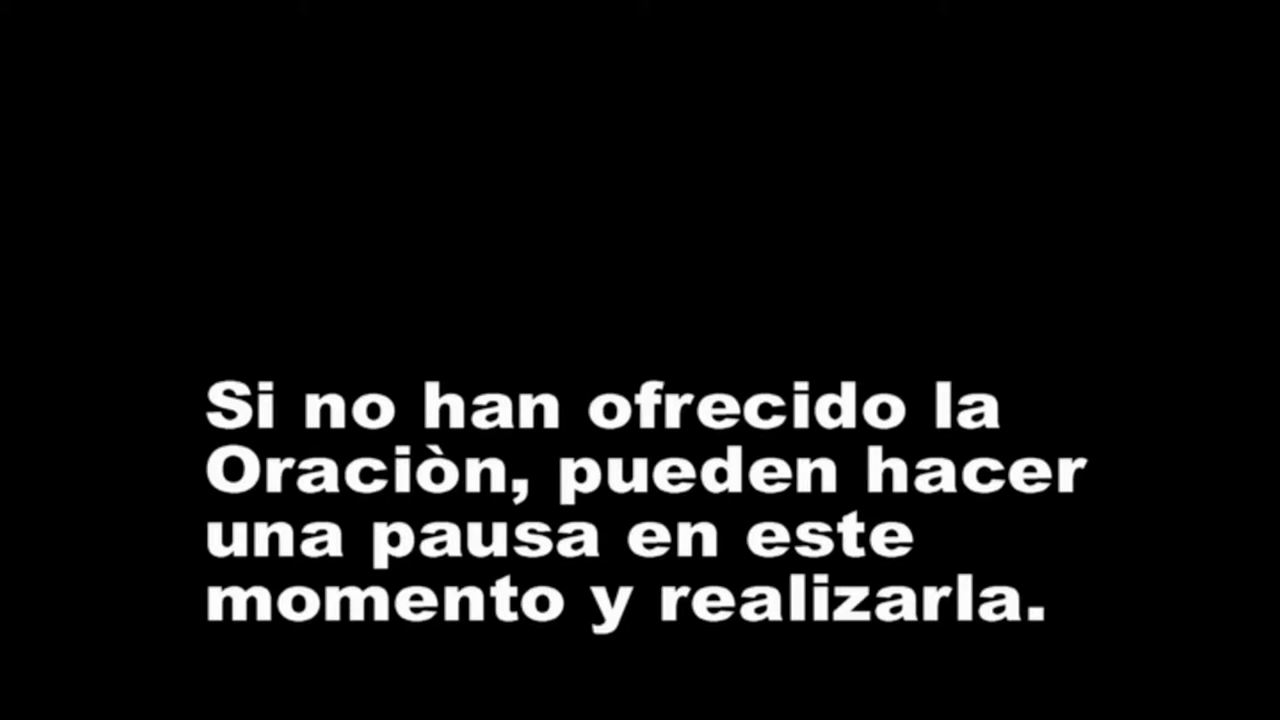 Si no han ofrecido la
Oraciòn, pueden hacer
una pausa en este
momento y realizarla.